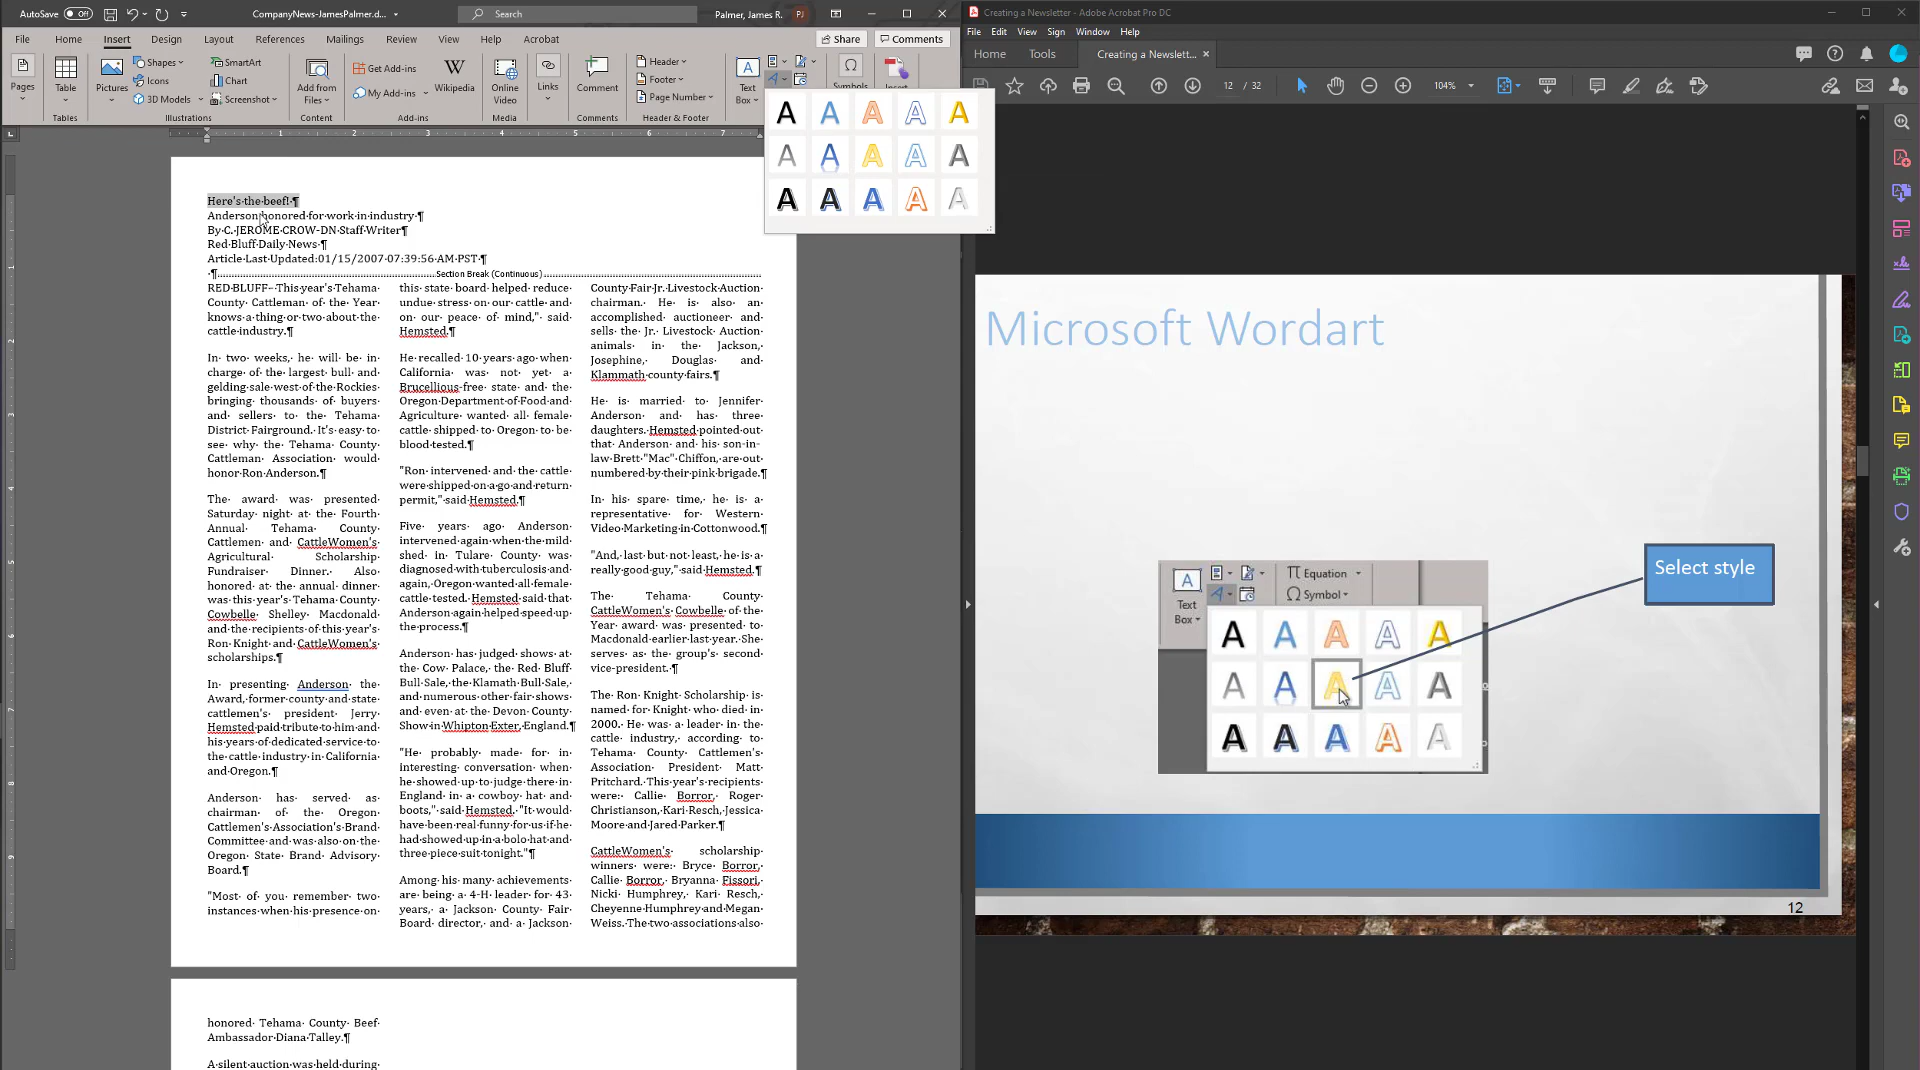 AutoSave Off CompanyNews-JamesPalmer.d... Search Palmer, James R. PJ
File Home Insert Design Layout References Mailings Review View Help Acrobat Share Comments
Pages
Table
Tables
Pictures
Shapes
Icons
3D Models
SmartArt
Chart
Screenshot
Illustrations
Add from Files
Content
Get Add-ins
My Add-ins
Wikipedia
Add-ins
Online Video
Media
Links
Comment
Comments
Header
Footer
Page Number
Header & Footer
Text Box
Symbols
A A A A A
A A A A A
A A A A A
1 2 3 4 5 6 7
Here's the beef! ¶
Anderson honored for work in industry ¶
By C. JEROME CROW-DN Staff Writer¶
Red Bluff Daily News ¶
Article Last Updated:01/15/2007 07:39:56 AM PST ¶
¶ Section Break (Continuous)
RED BLUFF- This year's Tehama
County Cattleman of the Year
knows a thing or two about the
cattle industry.¶
In two weeks, he will be in
charge of the largest bull and
gelding sale west of the Rockies
bringing thousands of buyers
and sellers to the Tehama
District Fairground. It's easy to
see why the Tehama County
Cattleman Association would
honor Ron Anderson.¶
The award was presented
Saturday night at the Fourth
Annual Tehama County
Cattlemen and CattleWomen's
Agricultural Scholarship
Fundraiser Dinner. Also
honored at the annual dinner
was this year's Tehama County
Cowbelle Shelley Macdonald
and the recipients of this year's
Ron Knight and CattleWomen's
scholarships.¶
In presenting Anderson the
Award, former county and state
cattlemen's president Jerry
Hemsted paid tribute to him and
his years of dedicated service to
the cattle industry in California
and Oregon.¶
Anderson has served as
chairman of the Oregon
Cattlemen's Association's Brand
Committee and was also on the
Oregon State Brand Advisory
Board.¶
"Most of you remember two
instances when his presence on
this state board helped reduce
undue stress on our cattle and
on our peace of mind," said
Hemsted.¶
He recalled 10 years ago when
California was not yet a
Brucellious-free state and the
Oregon Department of Food and
Agriculture wanted all female
cattle shipped to Oregon to be
blood tested.¶
"Ron intervened and the cattle
were shipped on a go and return
permit," said Hemsted.¶
Five years ago Anderson
intervened again when the mild
shed in Tulare County was
diagnosed with tuberculosis and
again, Oregon wanted all female
cattle tested. Hemsted said that
Anderson again helped speed up
the process.¶
Anderson has judged shows at
the Cow Palace, the Red Bluff
Bull Sale, the Klamath Bull Sale,
and numerous other fair shows
and even at the Devon County
Show in Whipton Exter, England.¶
"He probably made for in
interesting conversation when
he showed up to judge there in
England in a cowboy hat and
boots," said Hemsted. "It would
have been real funny for us if he
had showed up in a bolo hat and
three-piece suit tonight."¶
Among his many achievements
are being a 4-H leader for 43
years, a Jackson County Fair
Board director, and a Jackson
County Fair Jr. Livestock Auction
chairman. He is also an
accomplished auctioneer and
sells the Jr. Livestock Auction
animals in the Jackson,
Josephine, Douglas and
Klammath county fairs.¶
He is married to Jennifer
Anderson and has three
daughters. Hemsted pointed out
that Anderson and his son-in-
law Brett "Mac" Chiffon, are out
numbered by their pink brigade.¶
In his spare time, he is a
representative for Western
Video Marketing in Cottonwood.¶
"And, last but not least, he is a
really good guy," said Hemsted.¶
The Tehama County
CattleWomen's Cowbelle of the
Year award was presented to
Macdonald earlier last year. She
serves as the group's second
vice-president. ¶
The Ron Knight Scholarship is
named for Knight who died in
2000. He was a leader in the
cattle industry, according to
Tehama County Cattlemen's
Association President Matt
Pritchard. This year's recipients
were: Callie Borror, Roger
Christianson, Kari Resch, Jessica
Moore and Jared Parker.¶
CattleWomen's scholarship
winners were: Bryce Borror,
Callie Borror, Bryanna Fissori,
Nicki Humphrey, Kari Resch,
Cheyenne Humphrey and Megan
Weiss. The two associations also
honored Tehama County Beef
Ambassador Diana Talley.¶
A silent auction was held during
Creating a Newsletter - Adobe Acrobat Pro DC
File Edit View Sign Window Help
Home Tools Creating a Newslett... ×
12 / 32 104%
Microsoft Wordart
Text Box
Equation
Symbol
A A A A A
A A A A A
A A A A A
Select style
12